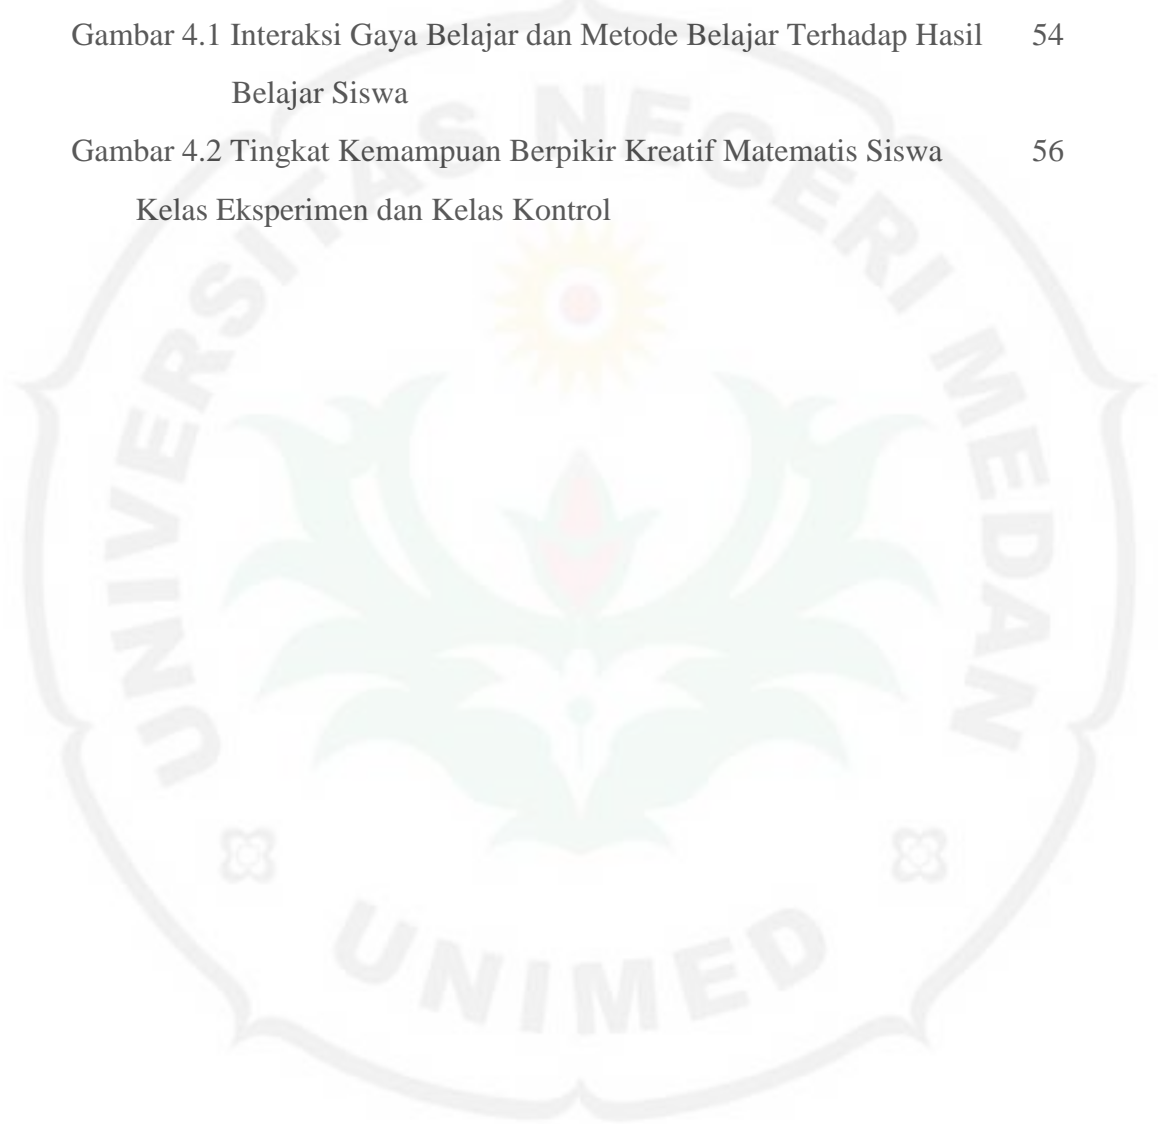 Gambar 4.1 Interaksi Gaya Belajar dan Metode Belajar Terhadap Hasil 54
Belajar Siswa
Gambar 4.2 Tingkat Kemampuan Berpikir Kreatif Matematis Siswa 56
Kelas Eksperimen dan Kelas Kontrol
UNIVERSITAS NEGERI MEDAN
UNIMED